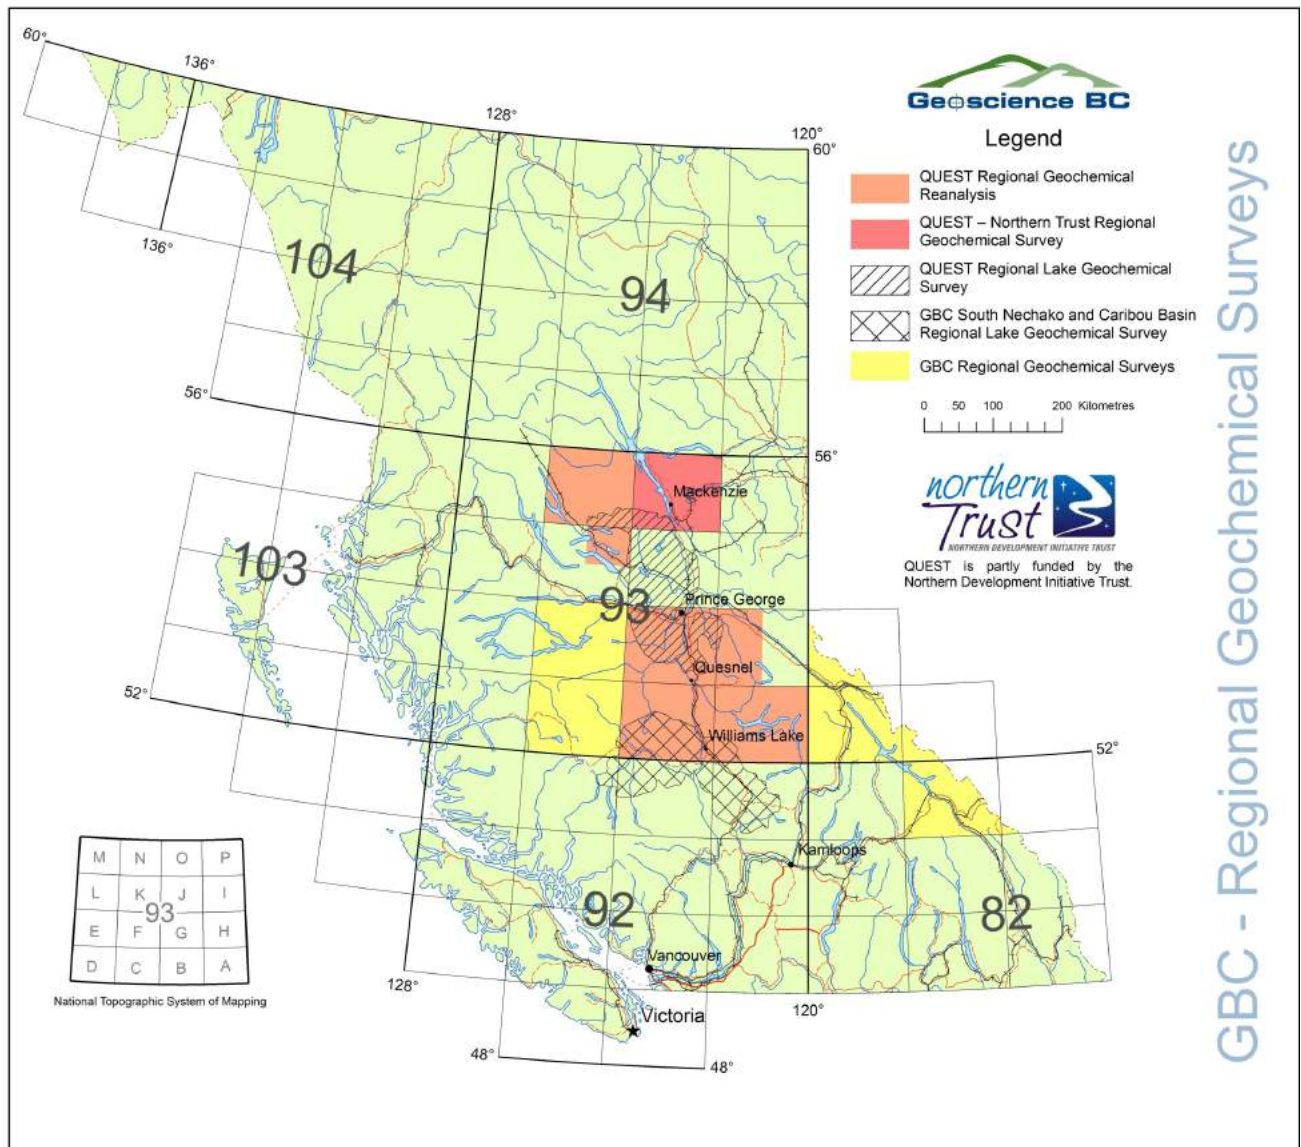 60°
136°
128°
120°
60°
Geoscience BC
Legend
QUEST Regional Geochemical
Reanalysis
QUEST – Northern Trust Regional
Geochemical Survey
QUEST Regional Lake Geochemical
Survey
GBC South Nechako and Caribou Basin
Regional Lake Geochemical Survey
GBC Regional Geochemical Surveys
0 50 100 200 Kilometres
136°
104
94
56°
56°
northern
Trust
NORTHERN DEVELOPMENT INITIATIVE TRUST
QUEST is partly funded by the
Northern Development Initiative Trust.
Mackenzie
103
93
Prince George
Quesnel
52°
Williams Lake
52°
Kamloops
M N O P
L K J I
93
E F G H
D C B A
National Topographic System of Mapping
92
82
Vancouver
128°
120°
Victoria
48°
48°
GBC - Regional Geochemical Surveys